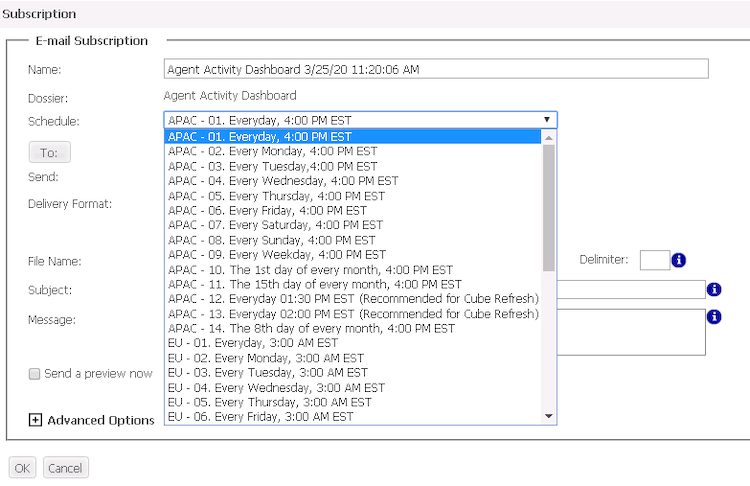 Subscription
E-mail Subscription
Name: Agent Activity Dashboard 3/25/20 11:20:06 AM
Dossier: Agent Activity Dashboard
Schedule: APAC - 01. Everyday, 4:00 PM EST
APAC - 01. Everyday, 4:00 PM EST
To: APAC - 02. Every Monday, 4:00 PM EST
APAC - 03. Every Tuesday,4:00 PM EST
Send: APAC - 04. Every Wednesday, 4:00 PM EST
APAC - 05. Every Thursday, 4:00 PM EST
Delivery Format: APAC - 06. Every Friday, 4:00 PM EST
APAC - 07. Every Saturday, 4:00 PM EST
APAC - 08. Every Sunday, 4:00 PM EST
APAC - 09. Every Weekday, 4:00 PM EST
File Name: Delimiter:
APAC - 10. The 1st day of every month, 4:00 PM EST
APAC - 11. The 15th day of every month, 4:00 PM EST
Subject:
APAC - 12. Everyday 01:30 PM EST (Recommended for Cube Refresh)
APAC - 13. Everyday 02:00 PM EST (Recommended for Cube Refresh)
Message:
APAC - 14. The 8th day of every month, 4:00 PM EST
EU - 01. Everyday, 3:00 AM EST
EU - 02. Every Monday, 3:00 AM EST
Send a preview now EU - 03. Every Tuesday, 3:00 AM EST
EU - 04. Every Wednesday, 3:00 AM EST
EU - 05. Every Thursday, 3:00 AM EST
Advanced Options EU - 06. Every Friday, 3:00 AM EST
OK Cancel